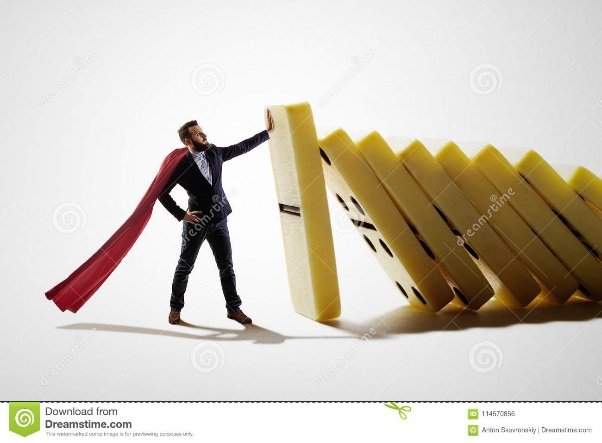 Download from
Dreamstime.com
This watermarked comp image is for previewing purposes only.
114570856
Anton Skavronskiy | Dreamstime.com